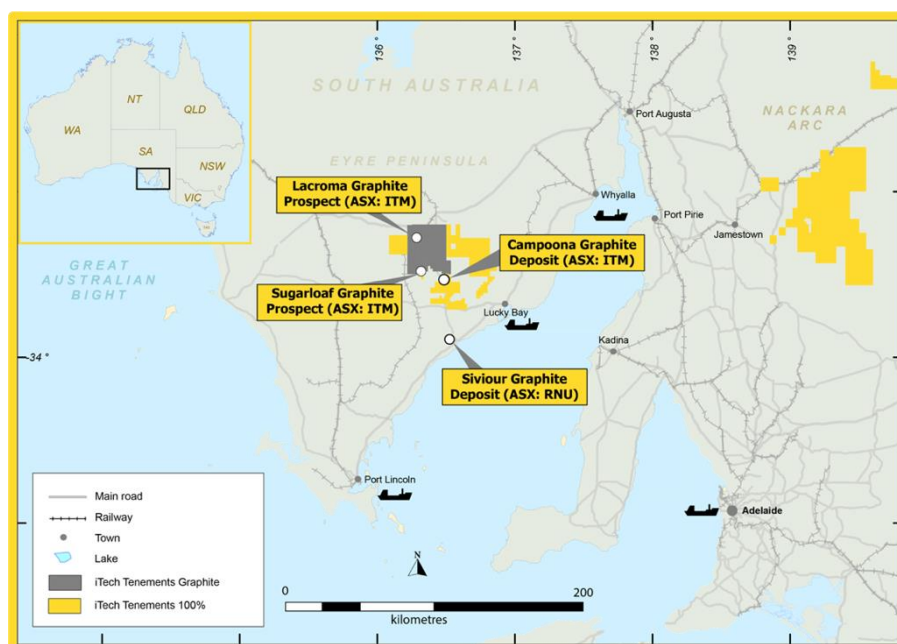 136 °
137 °
138 °
139 °
NT
QLD
WA
SA
NSW
VIC
SOUTH AUSTRALIA
Port Augusta
NACKARA
ARC
EYRE PENINSULA
Lacroma Graphite
Prospect (ASX: ITM)
Whyalla
Port Pirie
Jamestown
Campoona Graphite
Deposit (ASX: ITM)
GREAT
AUSTRALIAN
BIGHT
Sugarloaf Graphite
Prospect (ASX: ITM)
Lucky Bay
-34 °
Kadina
Siviour Graphite
Deposit (ASX: RNU)
Port Lincoln
Adelaide
Main road
Railway
Town
Lake
iTech Tenements Graphite
iTech Tenements 100%
N
0
200
kilometres